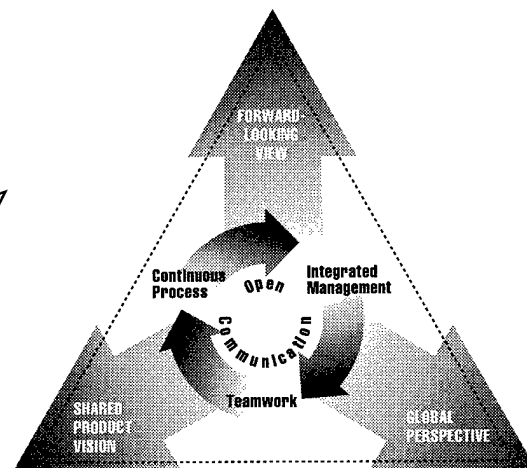 FORWARD-
LOOKING
VIEW
Continuous
Process
Open
Integrated
Management
Communication
Teamwork
SHARED
PRODUCT
VISION
GLOBAL
PERSPECTIVE